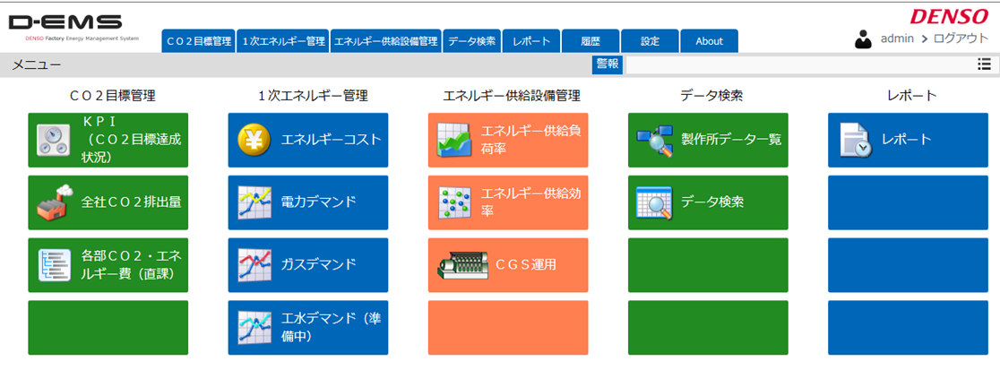 D-EMS
DENSO Factory Energy Management System
CO2目標管理
1次エネルギー管理
エネルギー供給設備管理
データ検索
レポート
履歴
設定
About
DENSO
admin > ログアウト
メニュー
警報
CO2目標管理
1次エネルギー管理
エネルギー供給設備管理
データ検索
レポート
KPI
(CO2目標達成
状況)
エネルギーコスト
エネルギー供給負
荷率
製作所データ一覧
レポート
全社CO2排出量
電力デマンド
エネルギー供給効
率
データ検索
各部CO2・エネ
ルギー費(直課)
ガスデマンド
CGS運用
工水デマンド(準
備中)